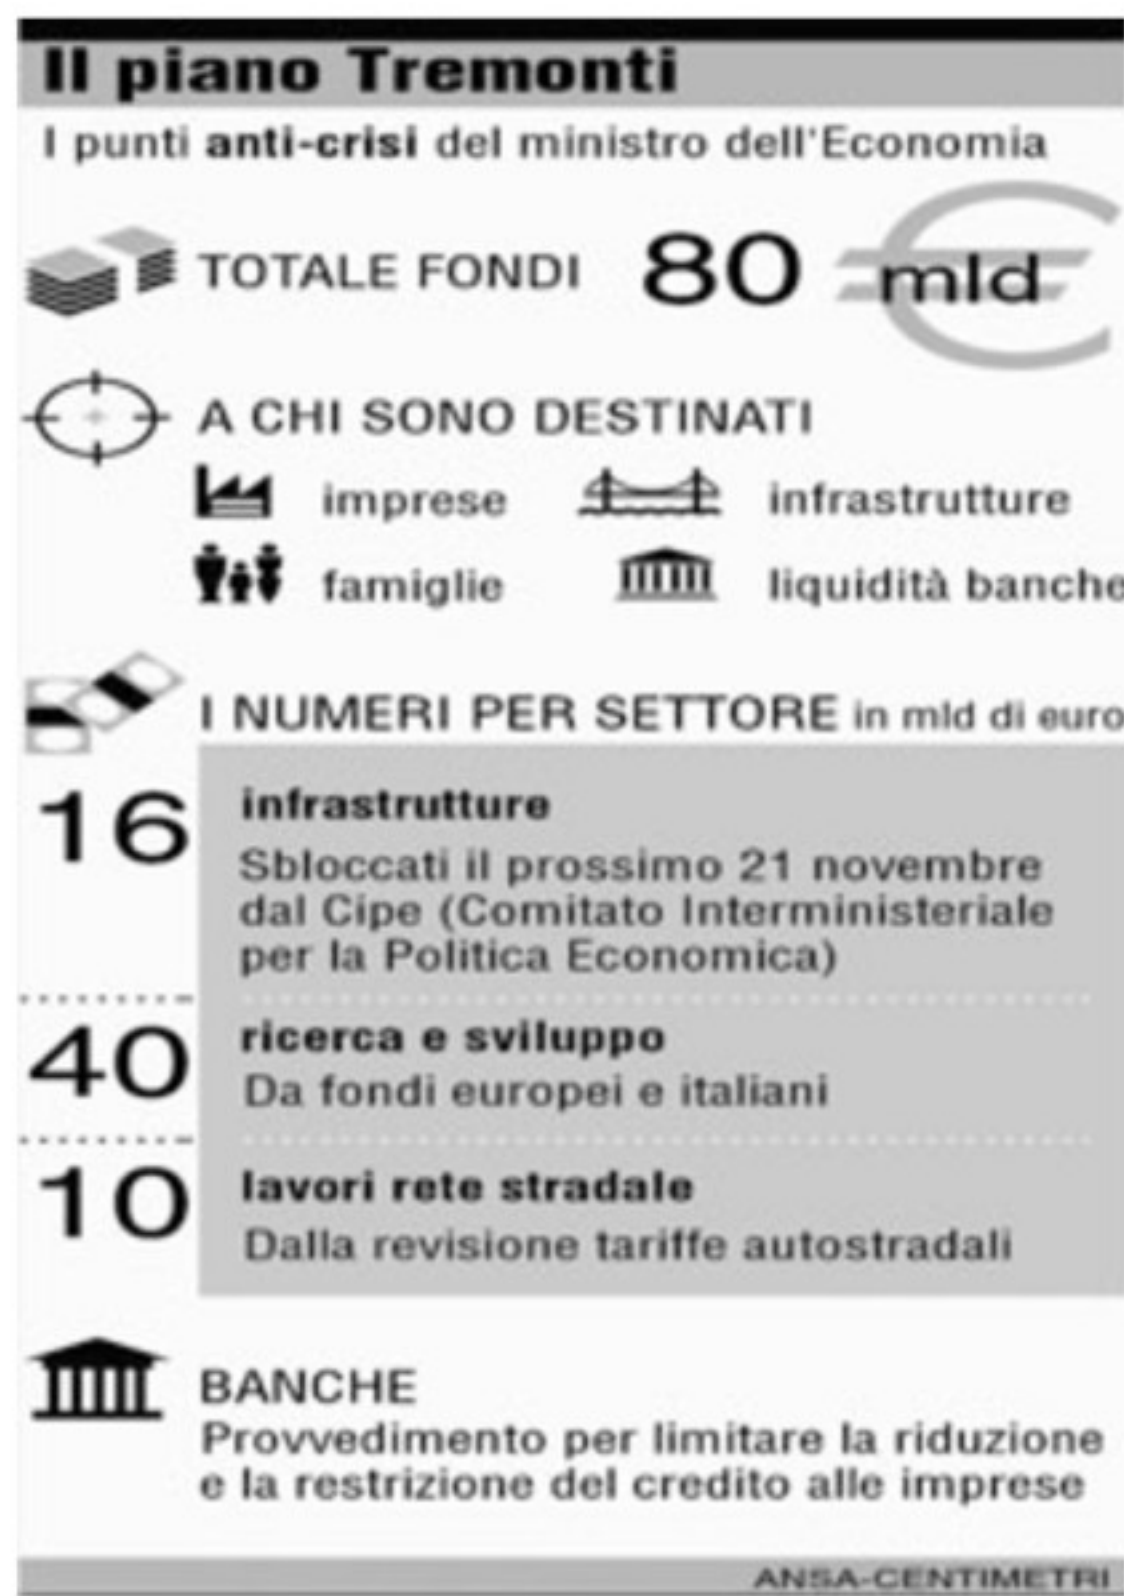 Il piano Tremonti
I punti anti-crisi del ministro dell'Economia
TOTALE FONDI 80 mld
A CHI SONO DESTINATI
imprese infrastrutture
famiglie liquidità banche
I NUMERI PER SETTORE in mld di euro
16 infrastrutture
Sbloccati il prossimo 21 novembre
dal Cipe (Comitato Interministeriale
per la Politica Economica)
40 ricerca e sviluppo
Da fondi europei e italiani
10 lavori rete stradale
Dalla revisione tariffe autostradali
BANCHE
Provvedimento per limitare la riduzione
e la restrizione del credito alle imprese
ANSA-CENTIMETRI